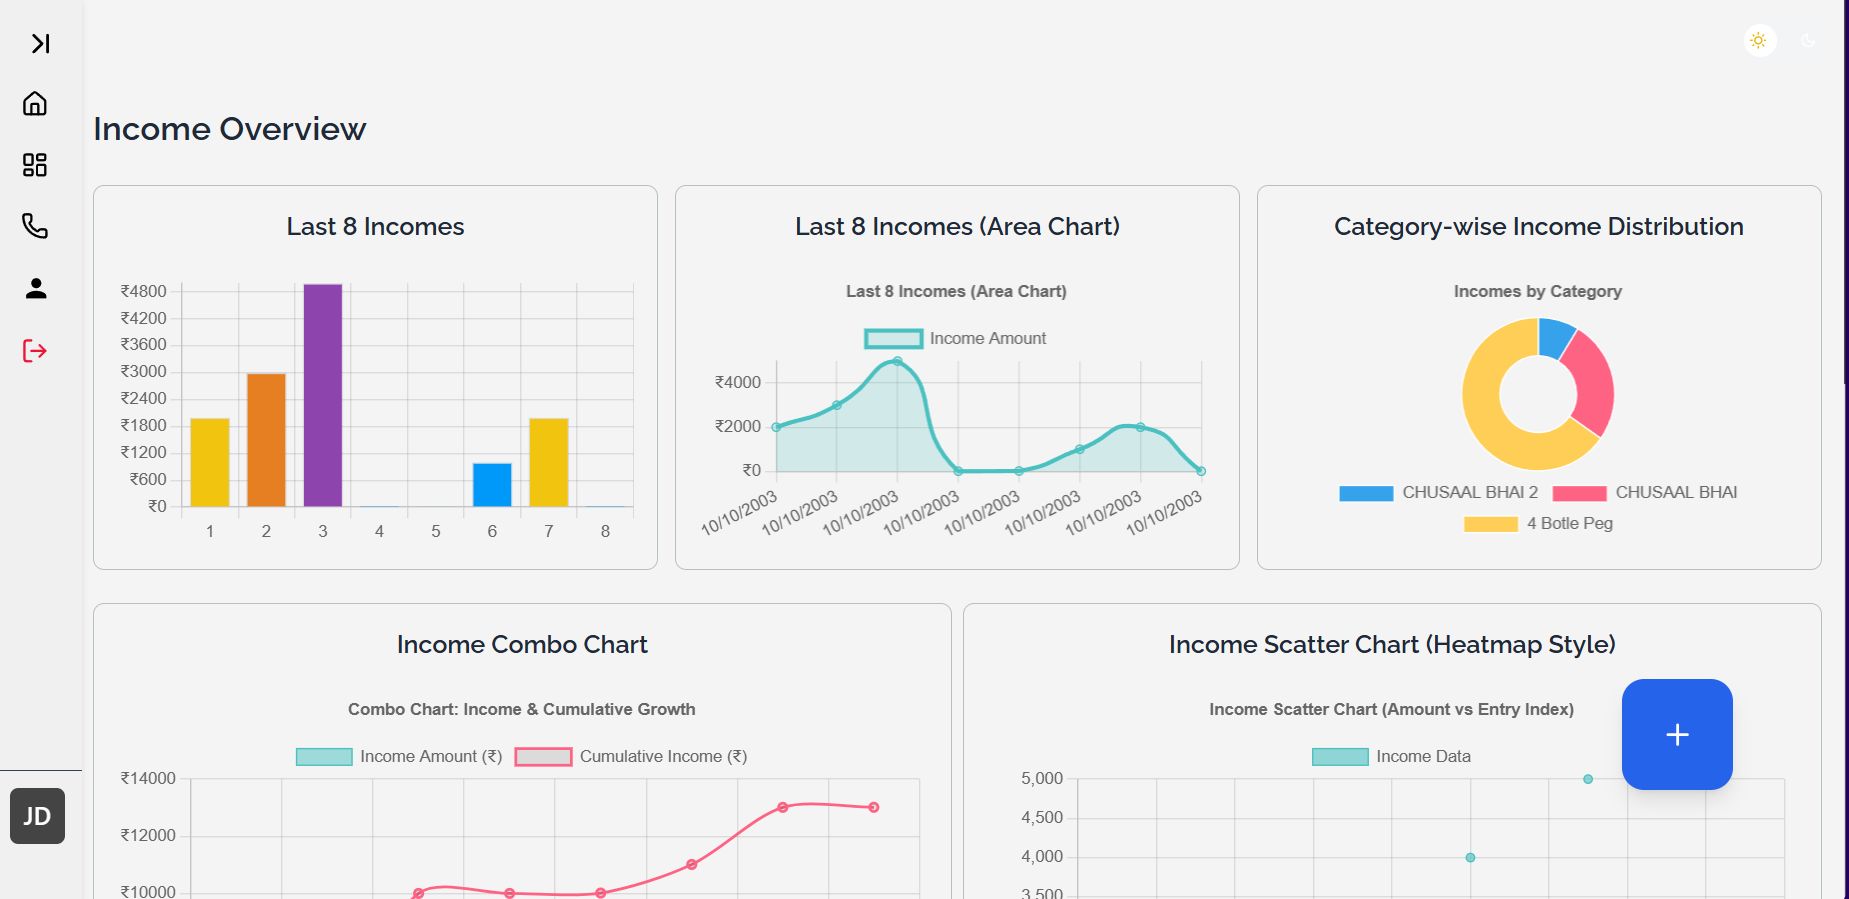 Income Overview
Last 8 Incomes
₹4800
₹4200
₹3600
₹3000
₹2400
₹1800
₹1200
₹600
₹0
1 2 3 4 5 6 7 8
Last 8 Incomes (Area Chart)
Last 8 Incomes (Area Chart)
Income Amount
₹4000
₹2000
₹0
10/10/2003 10/10/2003 10/10/2003 10/10/2003 10/10/2003 10/10/2003 10/10/2003 10/10/2003
Category-wise Income Distribution
Incomes by Category
CHUSAAL BHAI 2 CHUSAAL BHAI
4 Botle Peg
Income Combo Chart
Combo Chart: Income & Cumulative Growth
Income Amount (₹) Cumulative Income (₹)
₹14000
₹12000
₹10000
Income Scatter Chart (Heatmap Style)
Income Scatter Chart (Amount vs Entry Index)
Income Data
5,000
4,500
4,000
3,500
+
JD